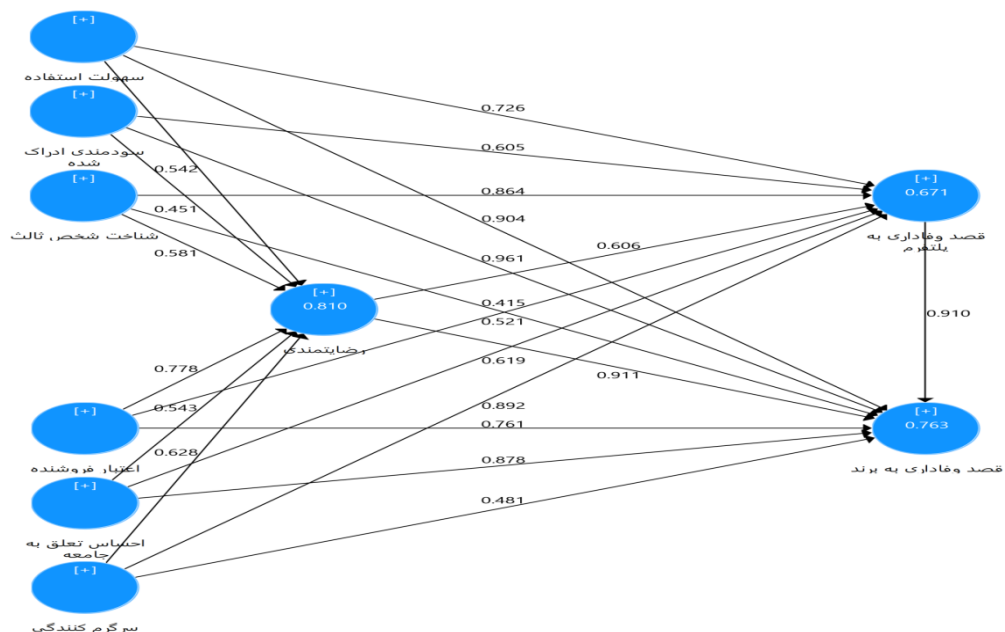 [+]
سهولت استفاده
[+]
سودمندی ادراک
شده
[+]
شناخت شخص ثالث
[+]
0.810
رضایتمندی
[+]
اعتبار فروشنده
[+]
احساس تعلق به
جامعه
[+]
سرگرم کنندگی
[+]
0.671
قصد وفاداری به
پلتفرم
[+]
0.763
قصد وفاداری به برند
0.726
0.605
0.542
0.864
0.451
0.904
0.581
0.606
0.961
0.415
0.910
0.521
0.619
0.778
0.911
0.543
0.892
0.761
0.628
0.878
0.481